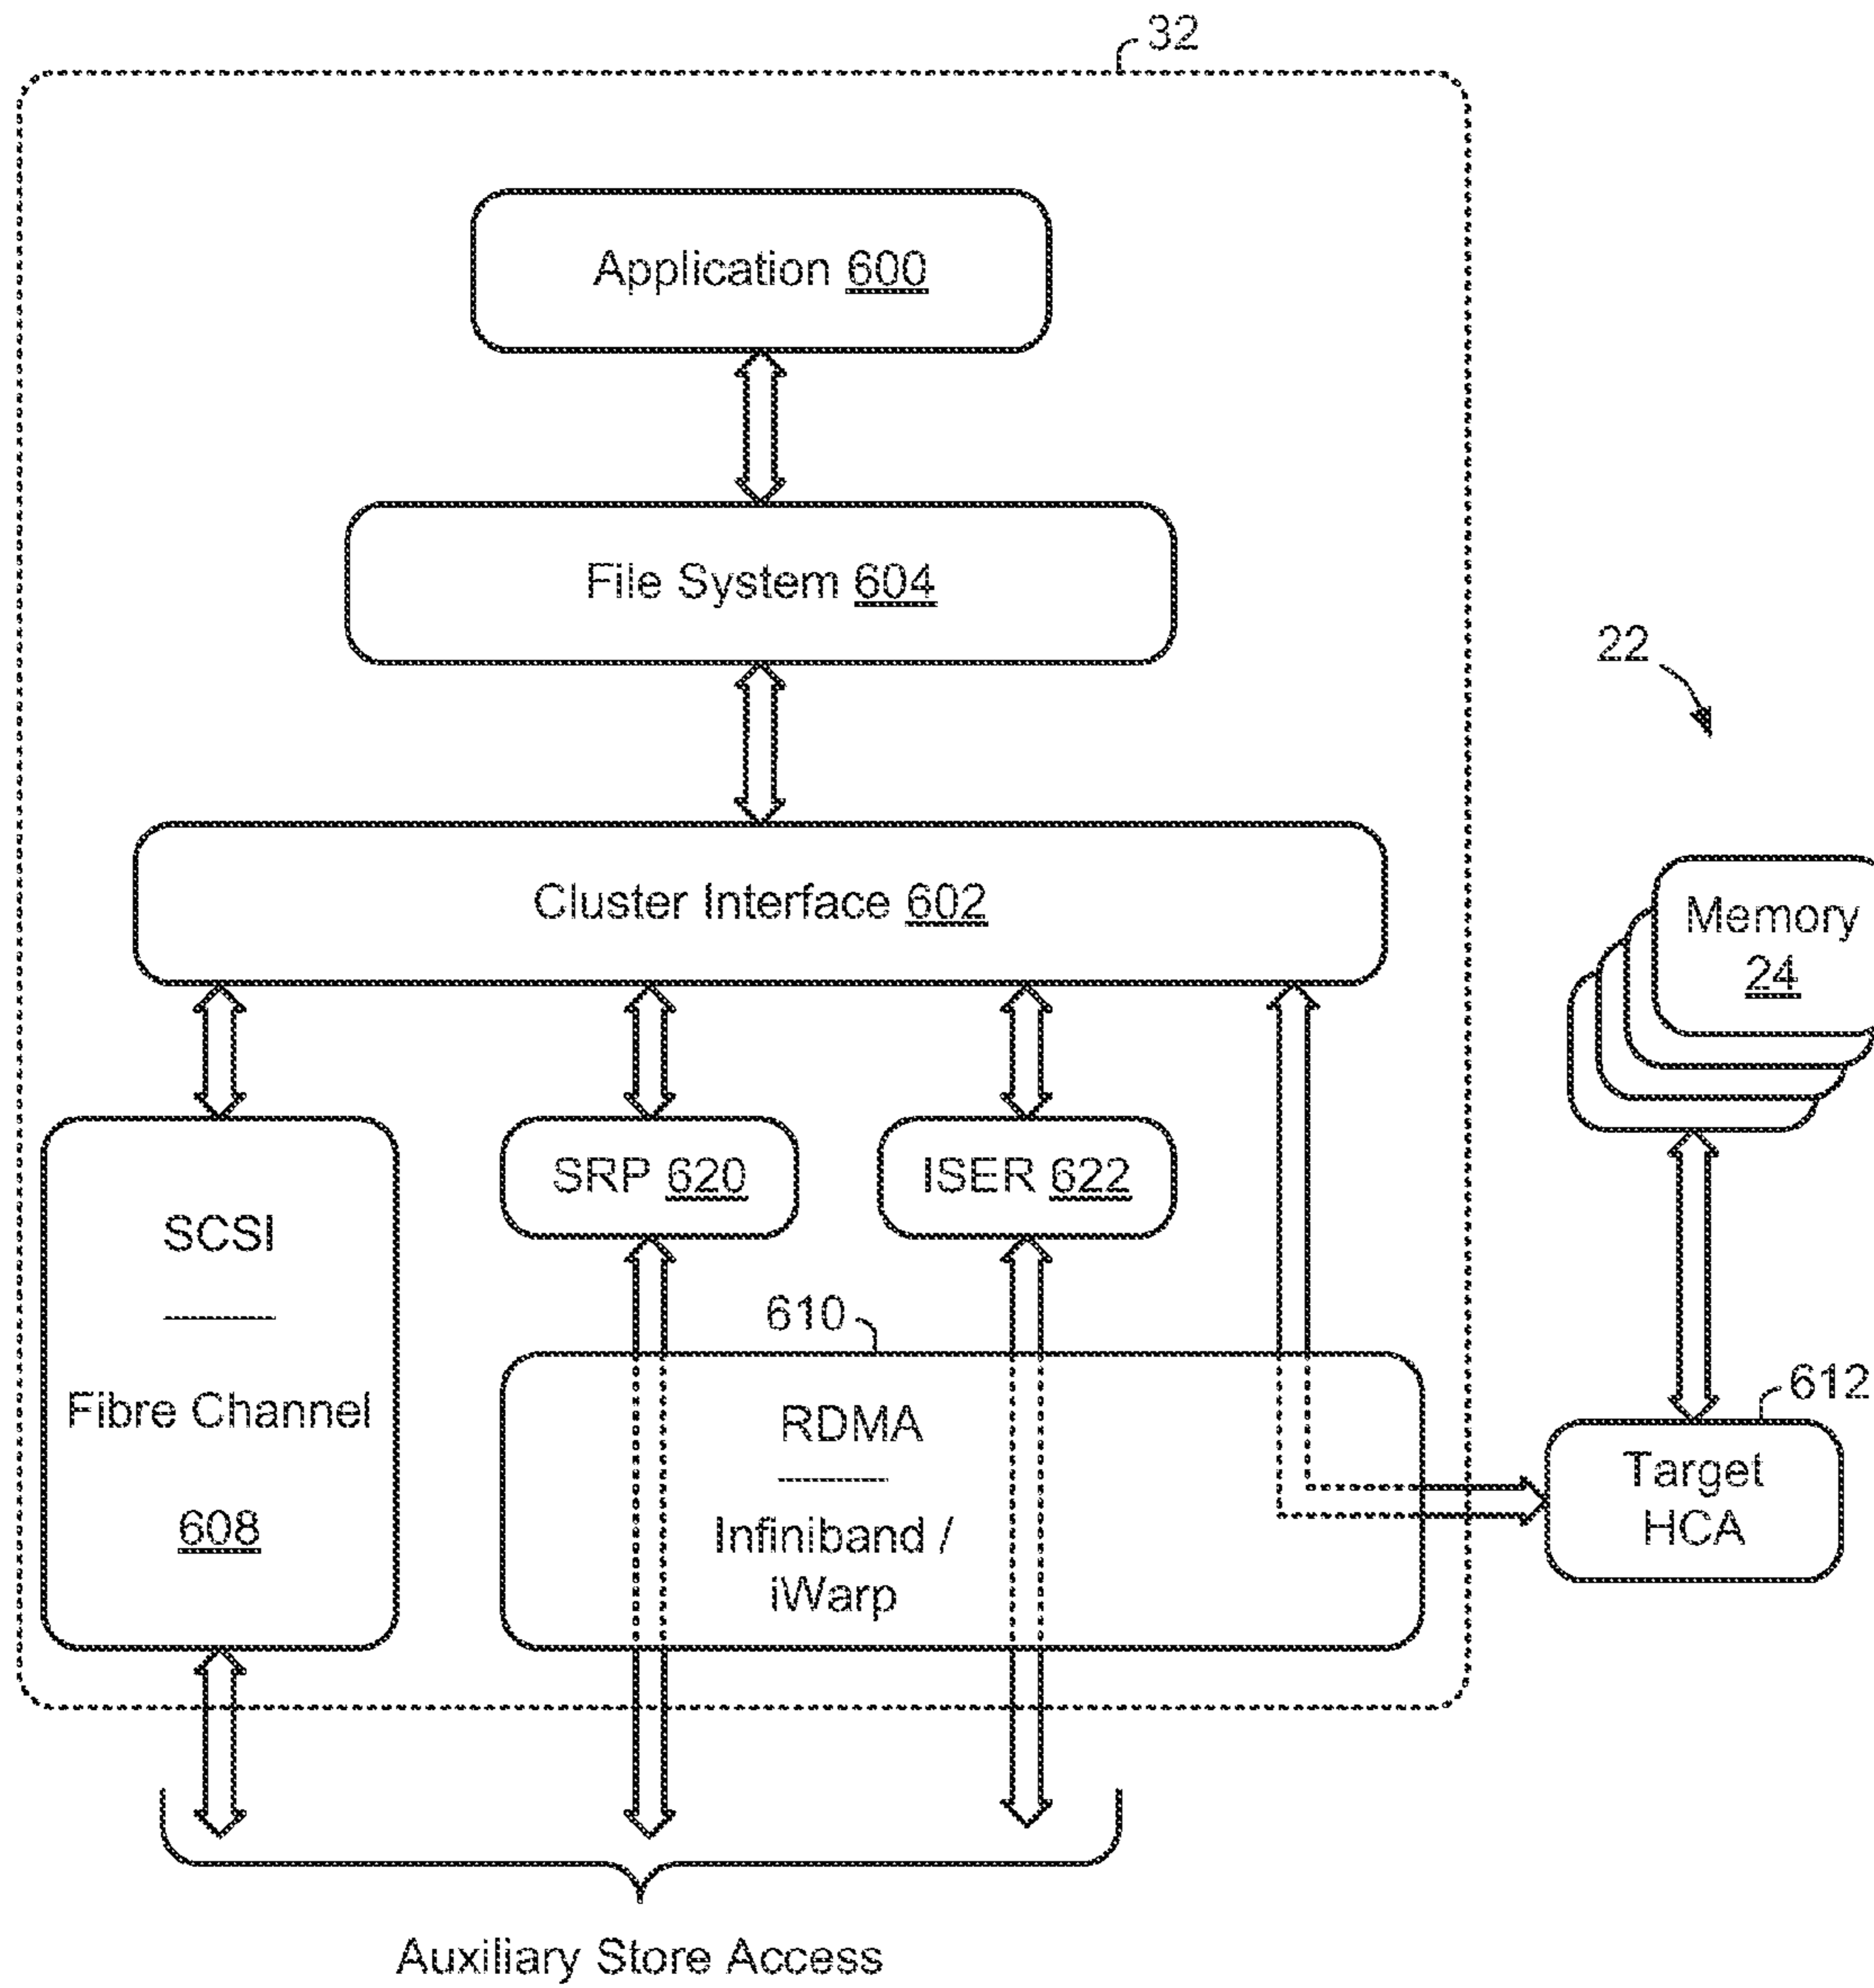 32
Application 600
File System 604
22
Cluster Interface 602
Memory
24
SRP 620
ISER 622
SCSI
610
Fibre Channel
612
RDMA
Target
HCA
608
Infiniband /
iWarp
Auxiliary Store Access